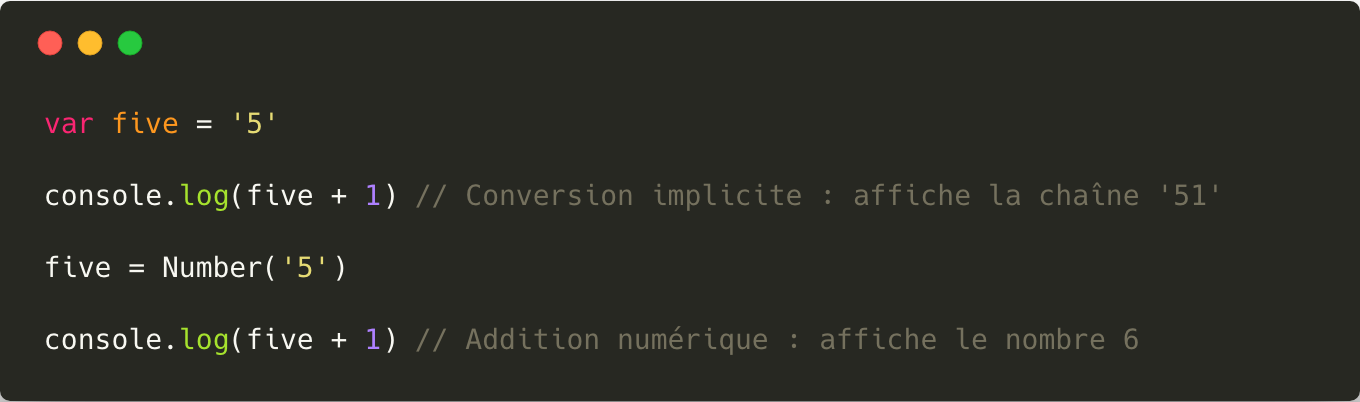 var five = '5'
console.log(five + 1) // Conversion implicite : affiche la chaîne '51'
five = Number('5')
console.log(five + 1) // Addition numérique : affiche le nombre 6